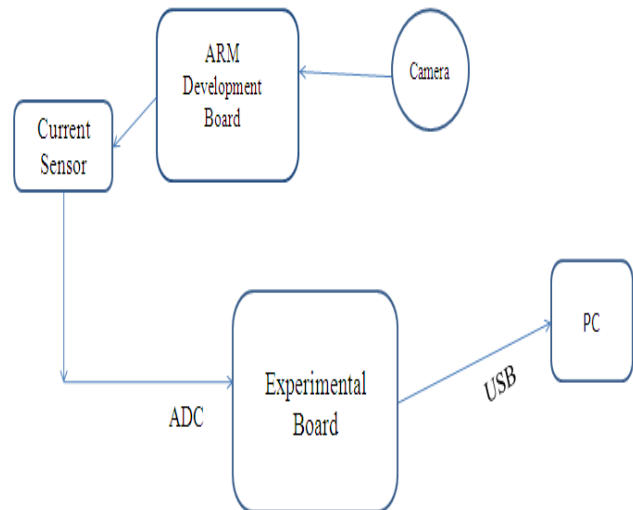 ARM
Development
Board
Camera
Current
Sensor
PC
USB
Experimental
Board
ADC